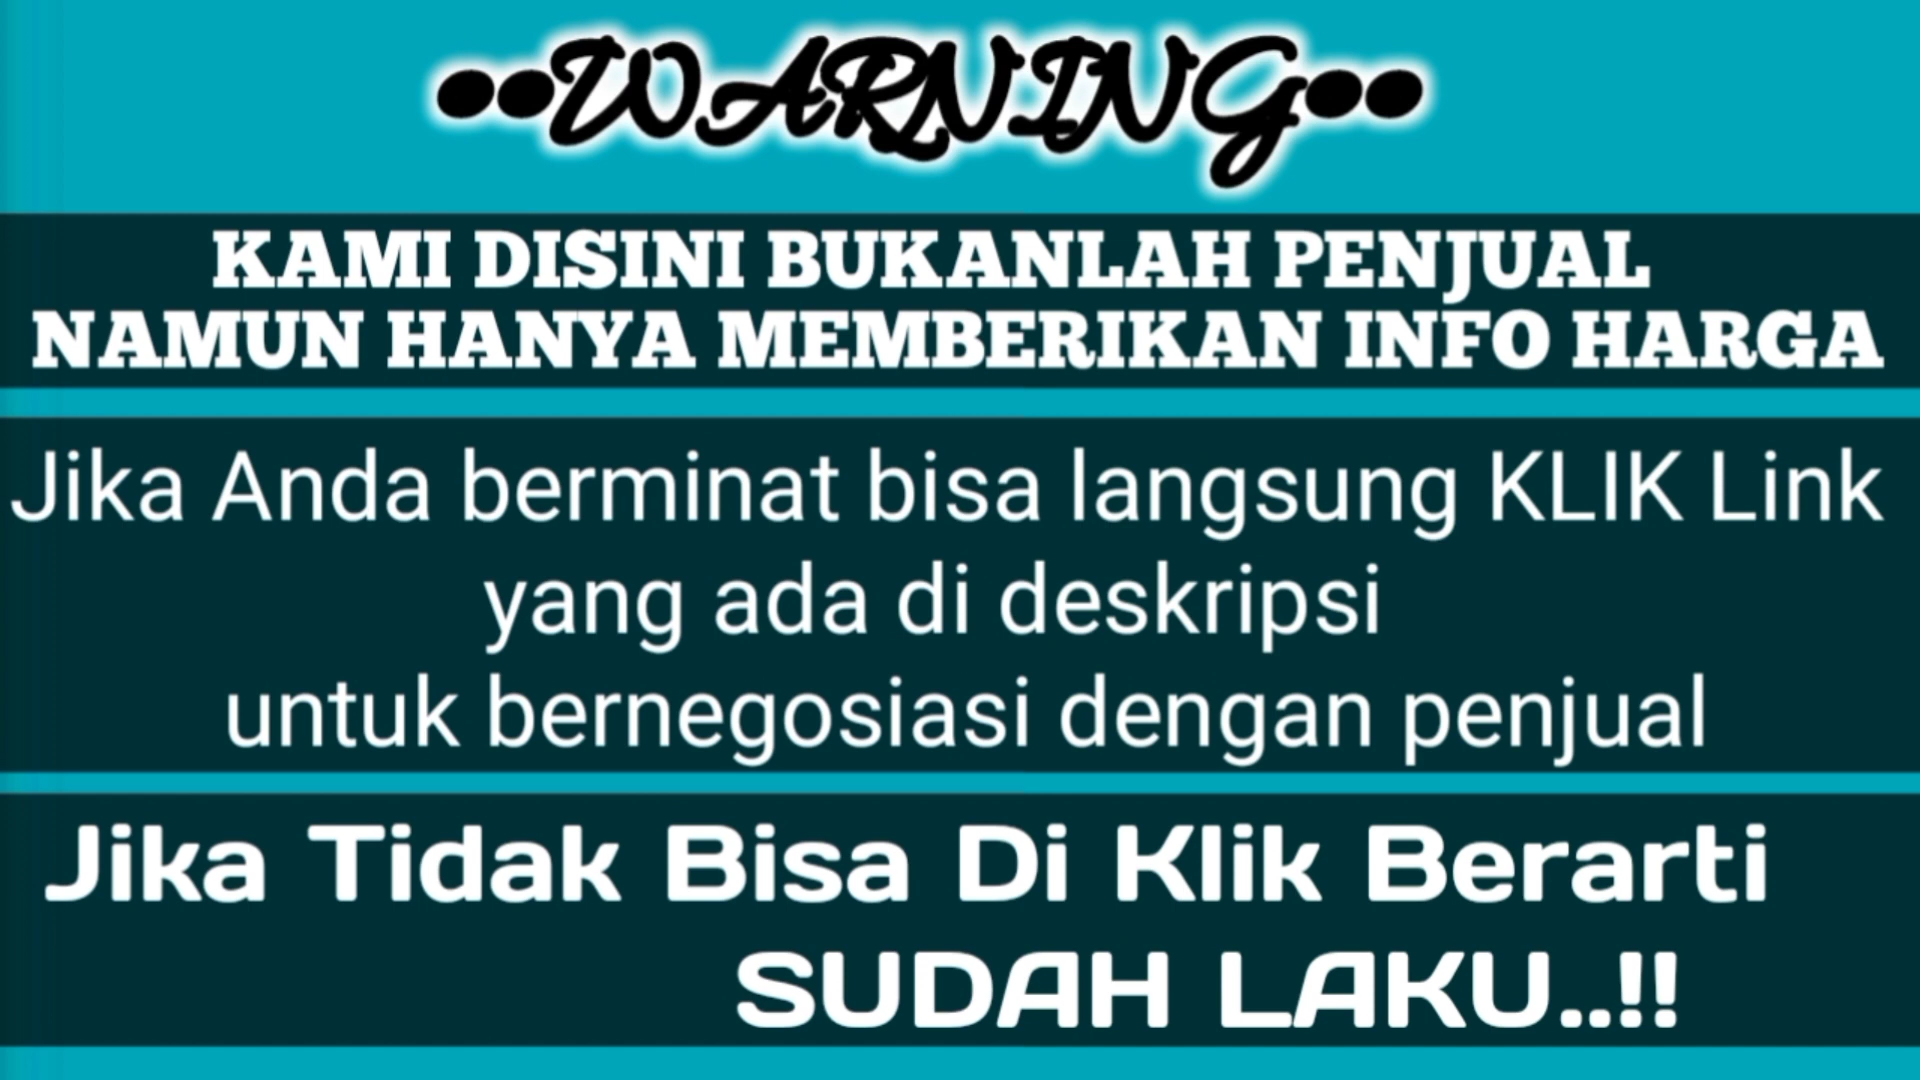 ••WARNING••
KAMI DISINI BUKANLAH PENJUAL
NAMUN HANYA MEMBERIKAN INFO HARGA
Jika Anda berminat bisa langsung KLIK Link
yang ada di deskripsi
untuk bernegosiasi dengan penjual
Jika Tidak Bisa Di Klik Berarti
SUDAH LAKU..!!